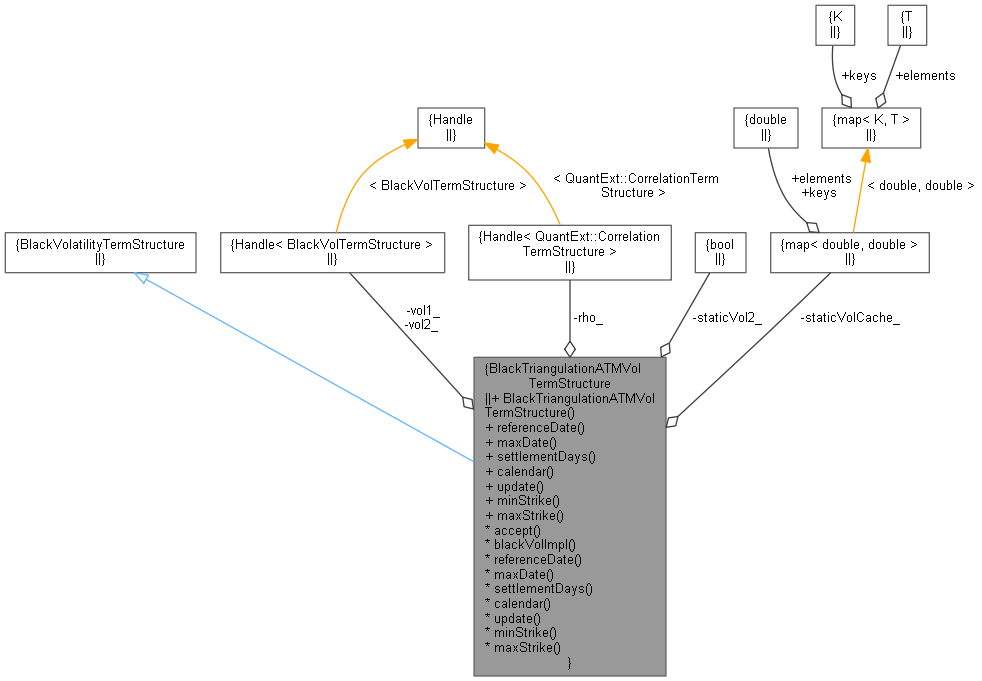 {K
||}
{T
||}
+keys
+elements
{Handle
||}
{double
||}
{map< K, T >
||}
< BlackVolTermStructure >
< QuantExt::CorrelationTerm
Structure >
+elements
+keys
< double, double >
{BlackVolatilityTermStructure
||}
{Handle< BlackVolTermStructure >
||}
{Handle< QuantExt::Correlation
TermStructure >
||}
{bool
||}
{map< double, double >
||}
-vol1_
-vol2_
-rho_
-staticVol2_
-staticVolCache_
{BlackTriangulationATMVol
TermStructure
||+ BlackTriangulationATMVol
TermStructure()
+ referenceDate()
+ maxDate()
+ settlementDays()
+ calendar()
+ update()
+ minStrike()
+ maxStrike()
* accept()
* blackVolImpl()
* referenceDate()
* maxDate()
* settlementDays()
* calendar()
* update()
* minStrike()
* maxStrike()
}